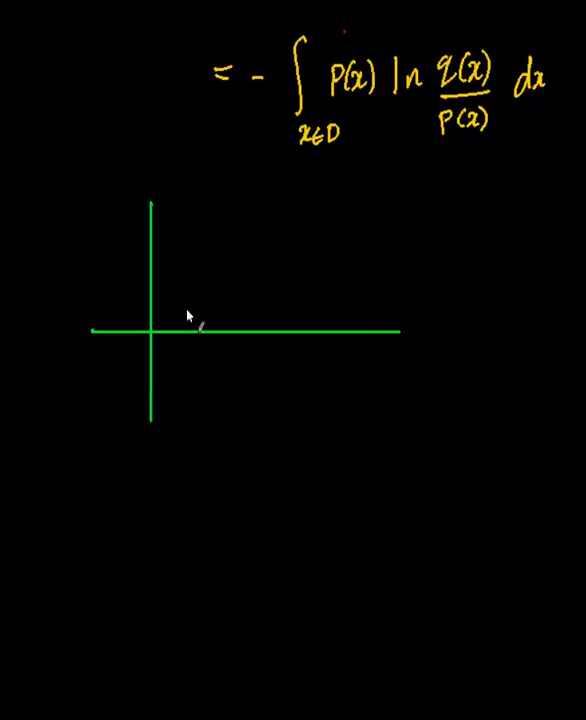 = - ∫_{x∈D} p(x) ln q(x)/p(x) dx